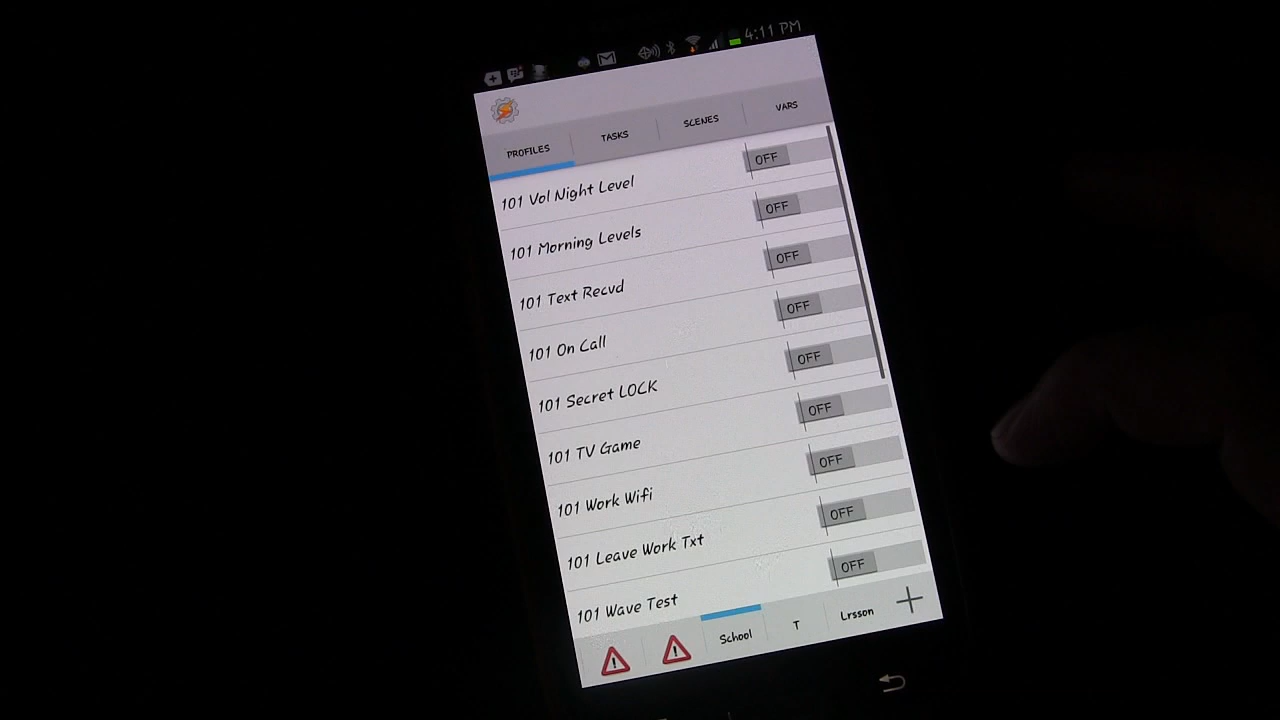 4:11 PM
PROFILES TASKS SCENES VARS
101 Vol Night Level OFF
101 Morning Levels OFF
101 Text Recvd OFF
101 On Call OFF
101 Secret LOCK OFF
101 TV Game OFF
101 Work Wifi OFF
101 Leave Work Txt OFF
101 Wave Test OFF
School T Lrsson